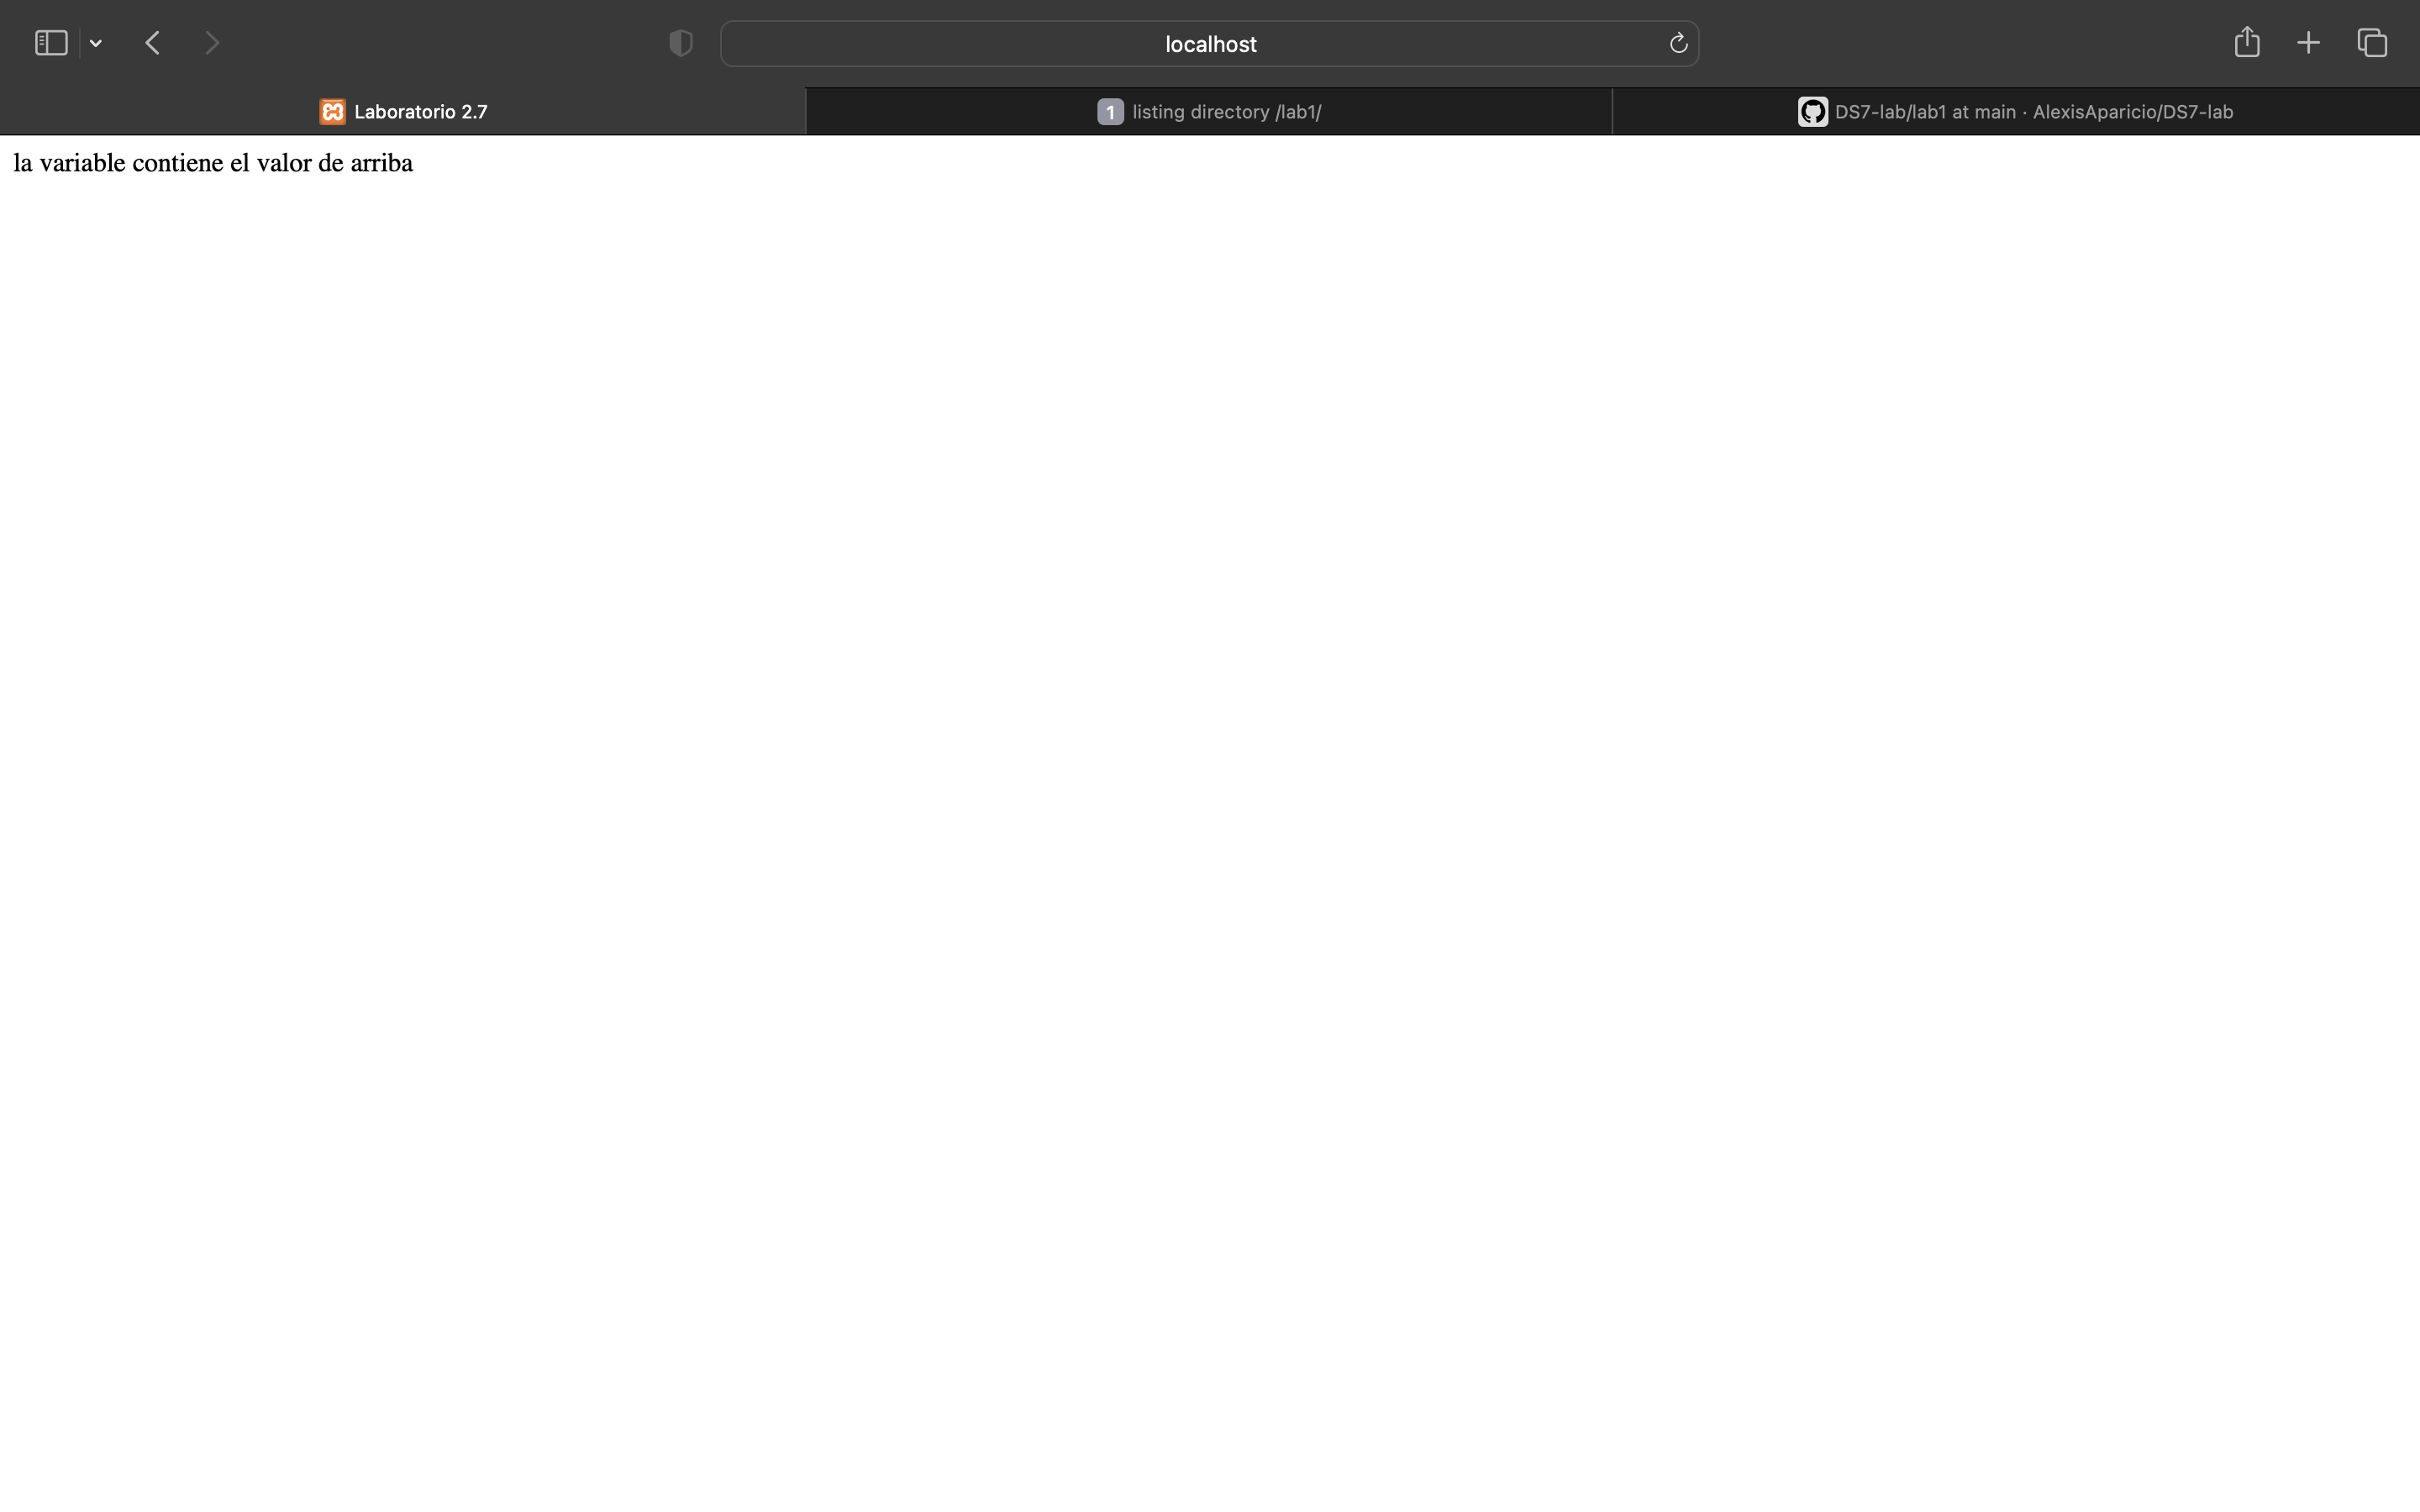 localhost
Laboratorio 2.7
1 listing directory /lab1/
DS7-lab/lab1 at main · AlexisAparicio/DS7-lab
la variable contiene el valor de arriba